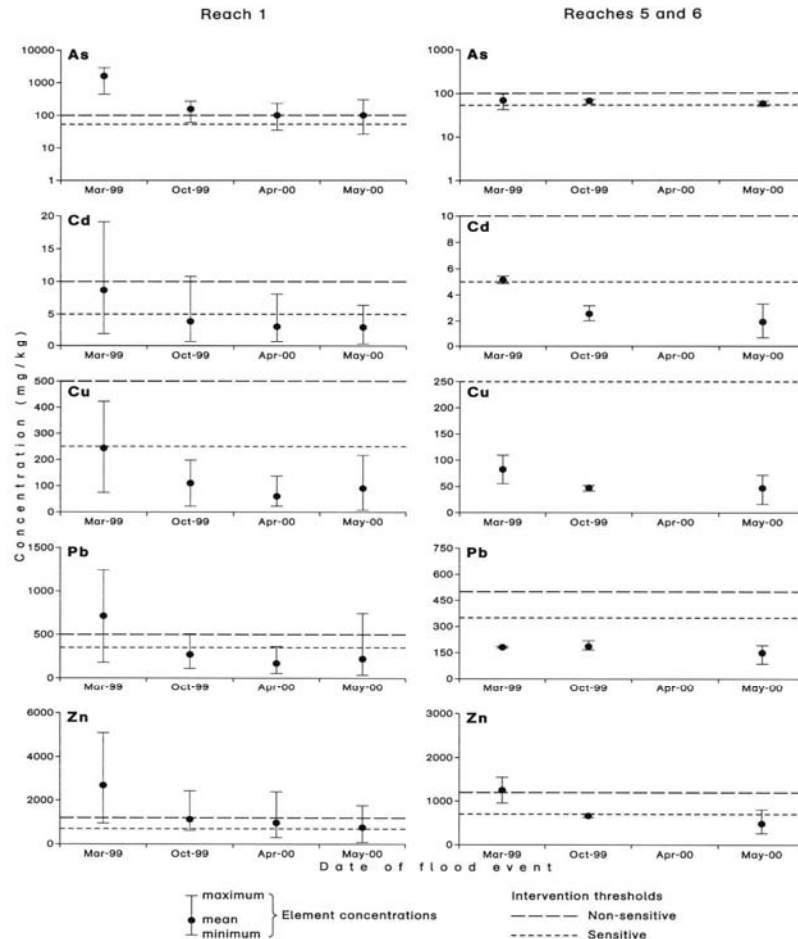 Reach 1
Reaches 5 and 6
As
10000
1000
100
10
1
Mar-99 Oct-99 Apr-00 May-00
As
1000
100
10
1
Mar-99 Oct-99 Apr-00 May-00
Cd
20
15
10
5
0
Mar-99 Oct-99 Apr-00 May-00
Cd
10
8
6
4
2
0
Mar-99 Oct-99 Apr-00 May-00
Concentration (mg/kg)
Cu
500
400
300
200
100
0
Mar-99 Oct-99 Apr-00 May-00
Cu
250
200
150
100
50
0
Mar-99 Oct-99 Apr-00 May-00
Pb
1500
1000
500
0
Mar-99 Oct-99 Apr-00 May-00
Pb
750
600
450
300
150
0
Mar-99 Oct-99 Apr-00 May-00
Zn
6000
4000
2000
0
Mar-99 Oct-99 Apr-00 May-00
Zn
3000
2000
1000
0
Mar-99 Oct-99 Apr-00 May-00
Date of flood event
maximum
mean
minimum
Element concentrations
Intervention thresholds
Non-sensitive
Sensitive